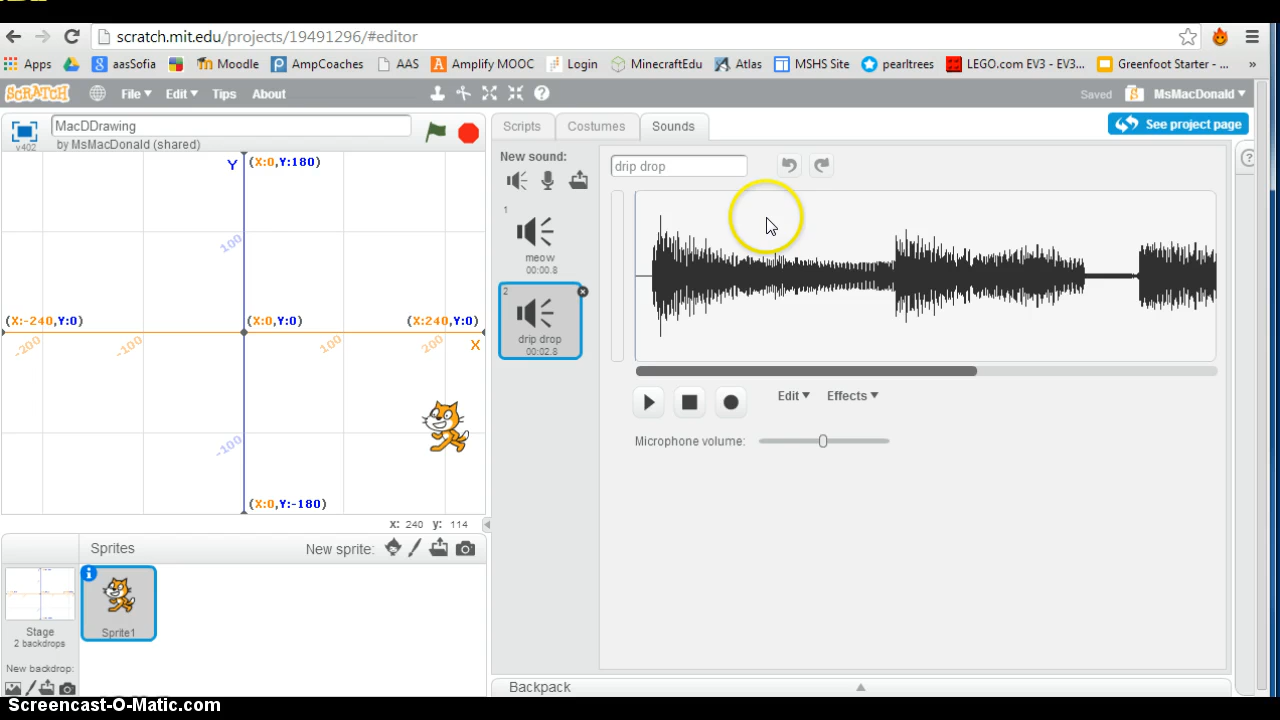 scratch.mit.edu/projects/19491296/#editor
Apps aasSofia Moodle AmpCoaches AAS Amplify MOOC Login MinecraftEdu Atlas MSHS Site pearltrees LEGO.com EV3 - EV3... Greenfoot Starter - ... »
SCRATCH File Edit Tips About Saved MsMacDonald
v402 MacDDrawing
by MsMacDonald (shared)
Scripts Costumes Sounds See project page
Y (X:0,Y:180)
100
(X:-240,Y:0) (X:0,Y:0) (X:240,Y:0)
-200 -100 100 200 X
-100
(X:0,Y:-180)
x: 240 y: 114
New sound:
1
meow
00:00.8
2
drip drop
00:02.8
drip drop
Edit Effects
Microphone volume:
Sprites New sprite:
Stage
2 backdrops
New backdrop:
Sprite1
Backpack
Screencast-O-Matic.com